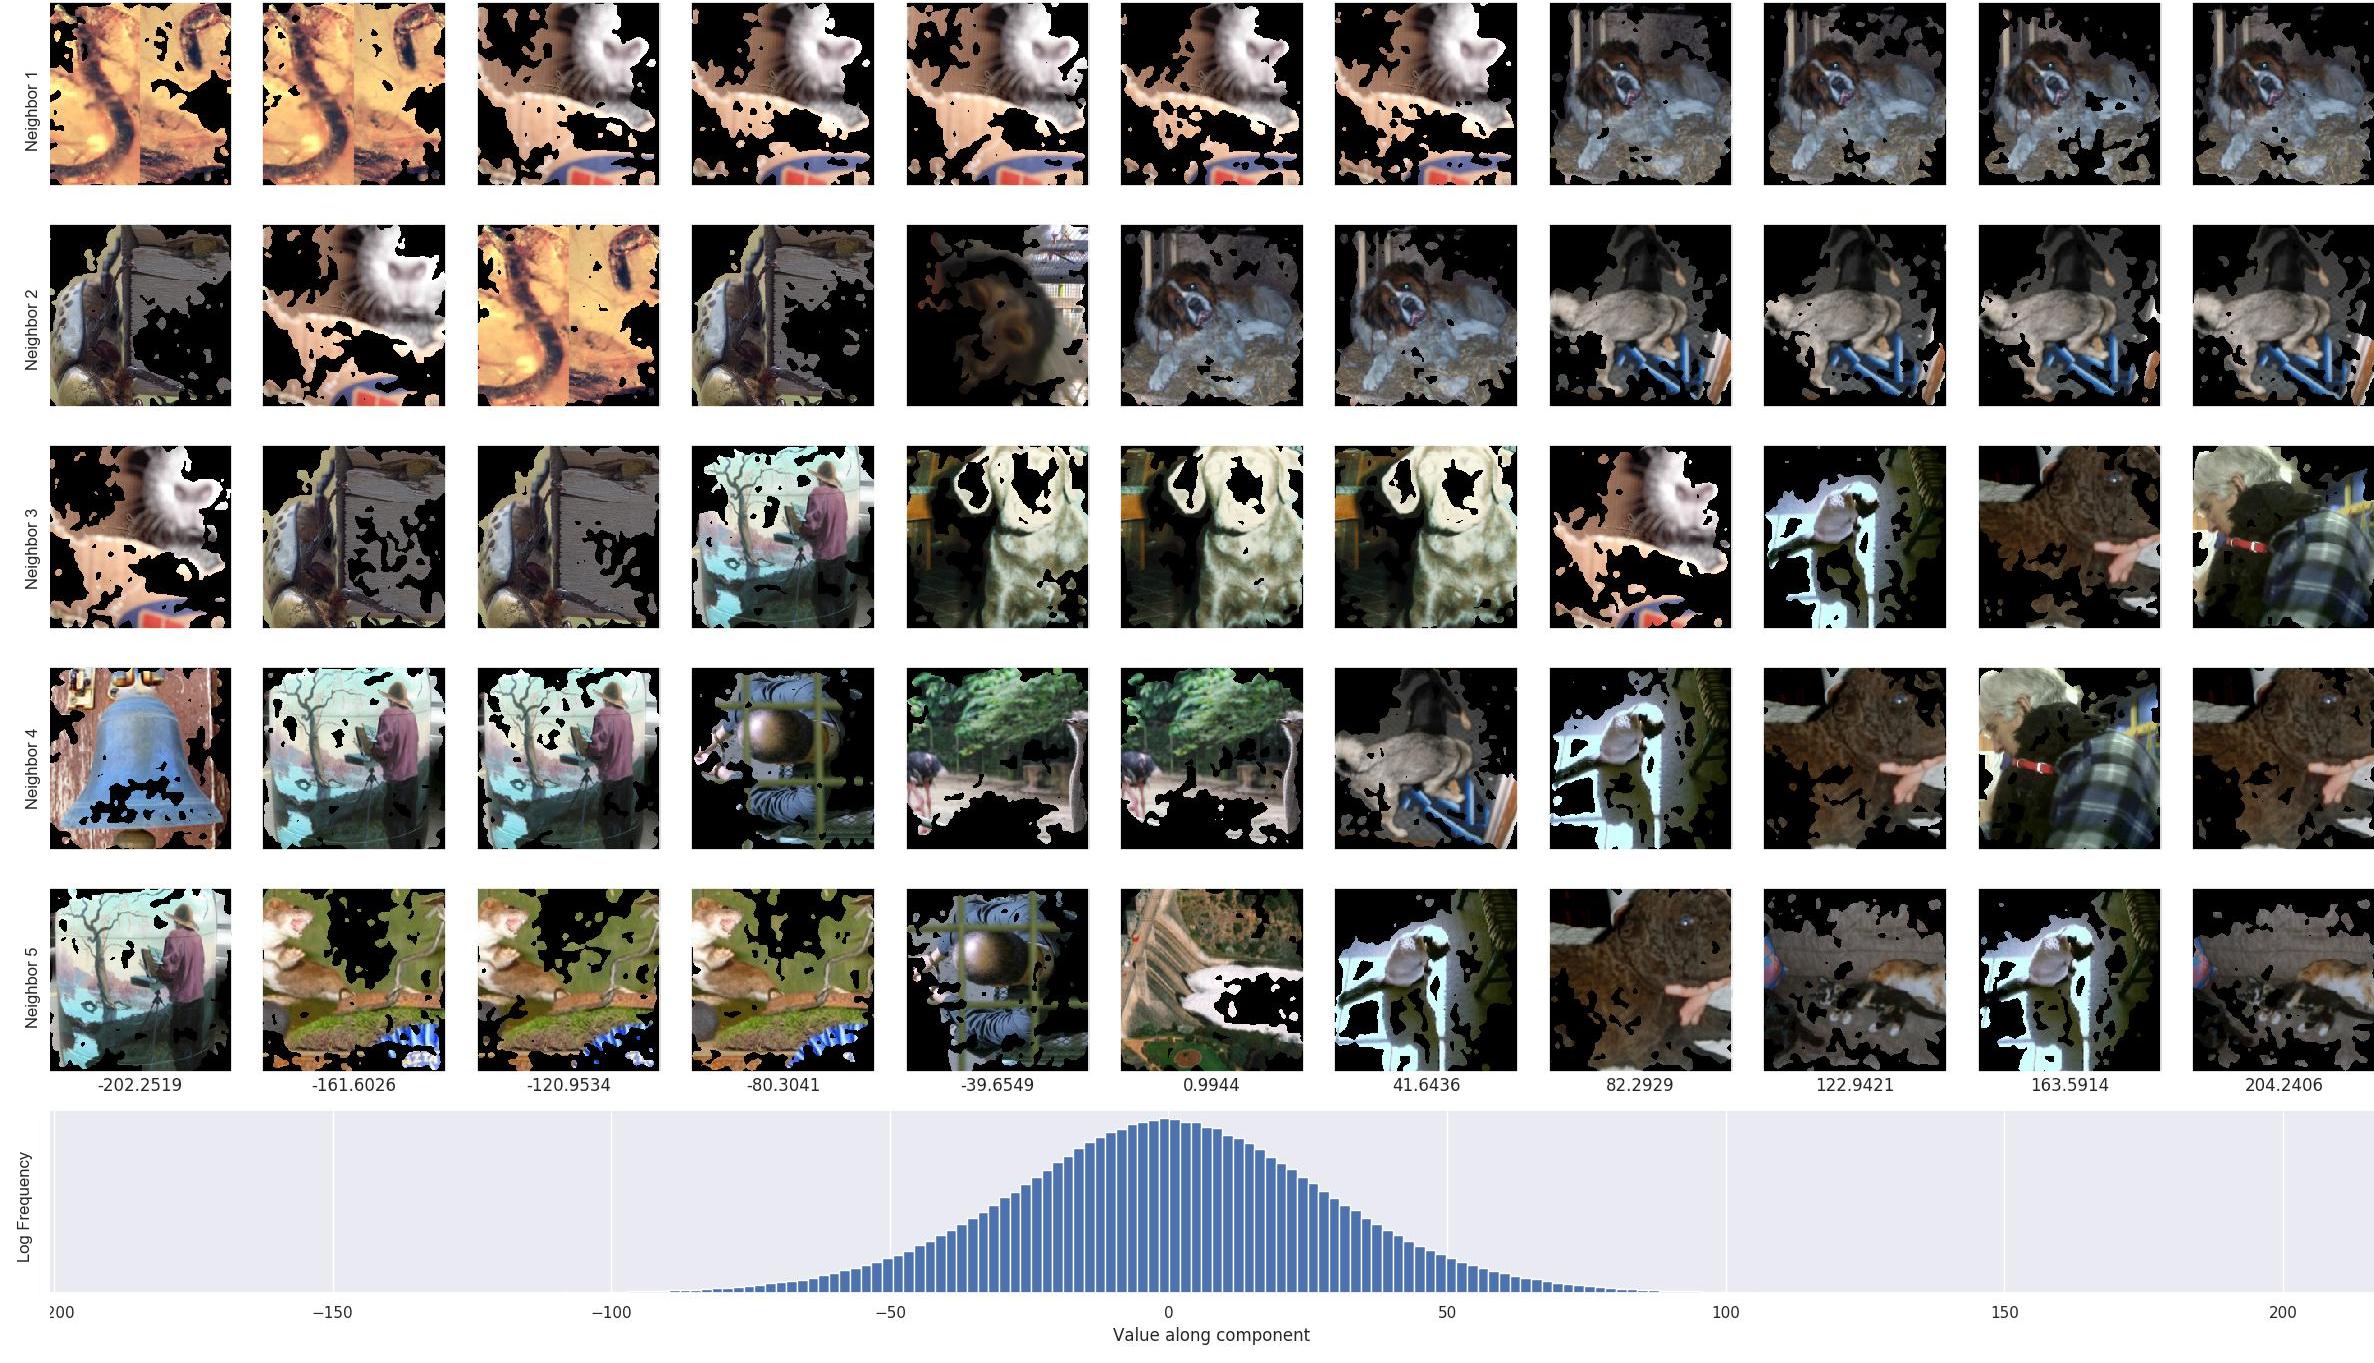 Neighbor 1
Neighbor 2
Neighbor 3
Neighbor 4
Neighbor 5
-202.2519 -161.6026 -120.9534 -80.3041 -39.6549 0.9944 41.6436 82.2929 122.9421 163.5914 204.2406
Log Frequency
200 −150 −100 −50 0 50 100 150 200
Value along component